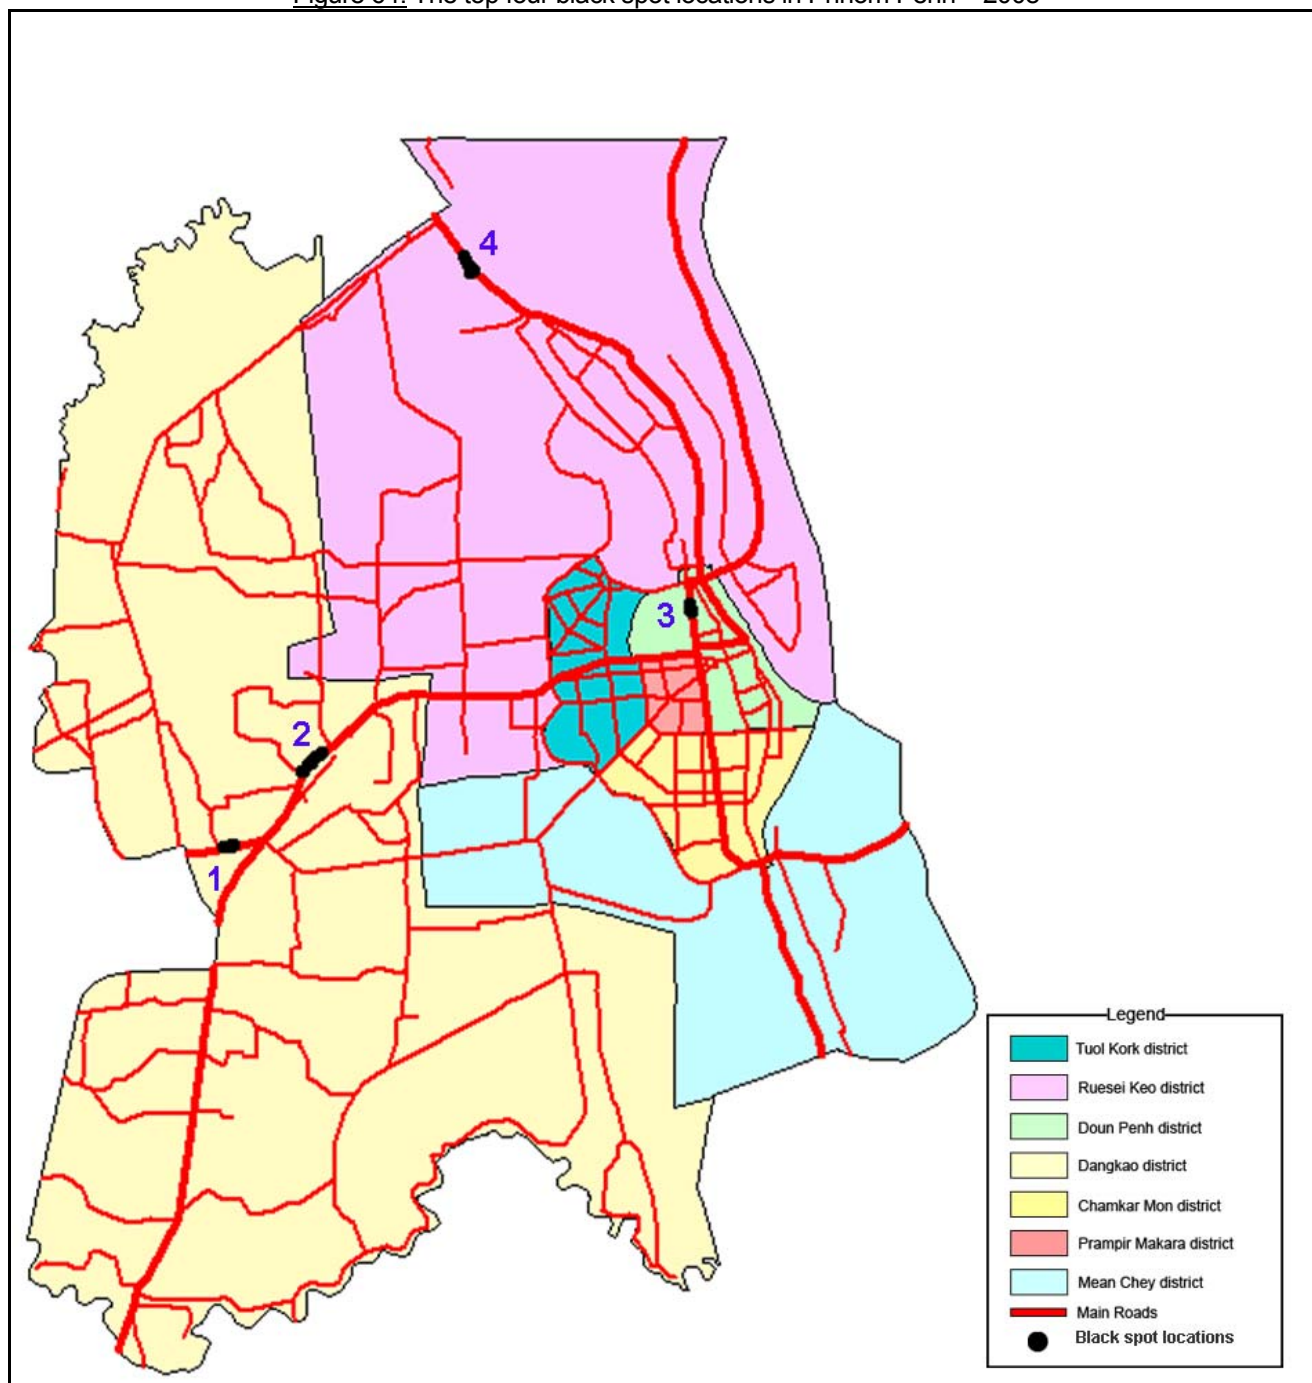 4
3
2
1
Legend
Tuol Kork district
Ruesei Keo district
Doun Penh district
Dangkao district
Chamkar Mon district
Prampir Makara district
Mean Chey district
Main Roads
Black spot locations